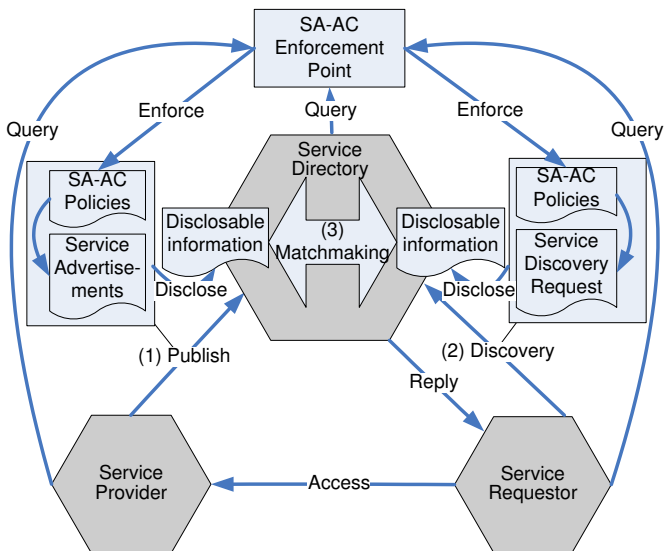 SA-AC
Enforcement
Point
Enforce
Query
Enforce
Query
Query
Service
Directory
SA-AC
Policies
Service
Advertise-
ments
Disclosable
information
(3)
Matchmaking
Disclosable
information
SA-AC
Policies
Service
Discovery
Request
Disclose
Disclose
(1) Publish
(2) Discovery
Reply
Service
Provider
Access
Service
Requestor